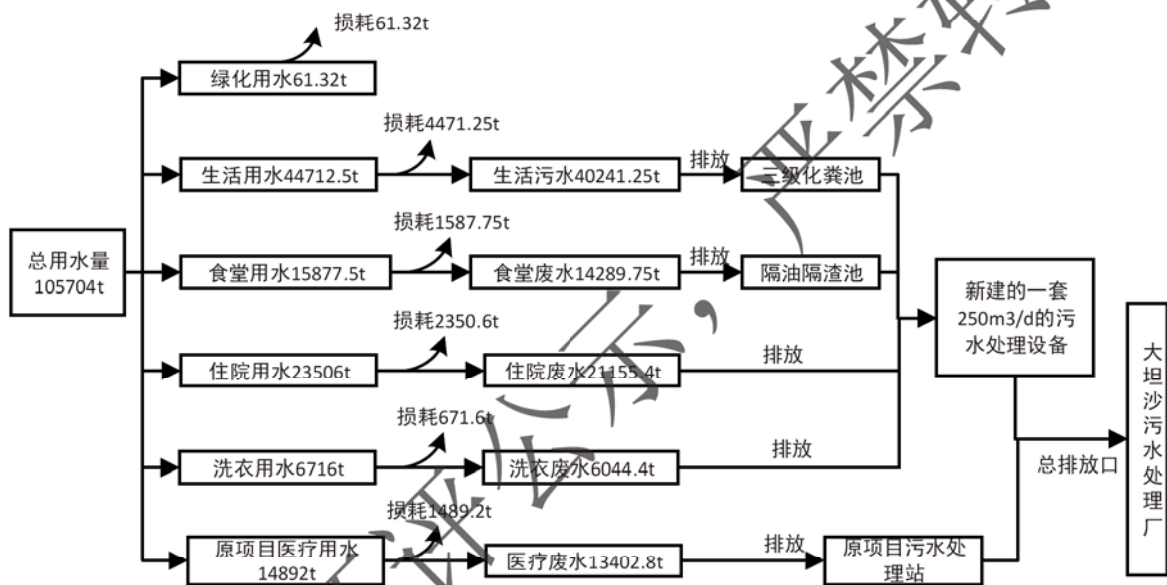 损耗61.32t
绿化用水61.32t
损耗4471.25t
生活用水44712.5t
生活污水40241.25t
排放
三级化粪池
损耗1587.75t
总用水量
105704t
食堂用水15877.5t
食堂废水14289.75t
排放
隔油隔渣池
新建的一套
250m3/d的污
水处理设备
损耗2350.6t
住院用水23506t
住院废水21155.4t
排放
损耗671.6t
洗衣用水6716t
洗衣废水6044.4t
排放
总排放口
大坦沙污水处理厂
损耗1489.2t
原项目医疗用水
14892t
医疗废水13402.8t
排放
原项目污水处
理站
环评公示，严禁转